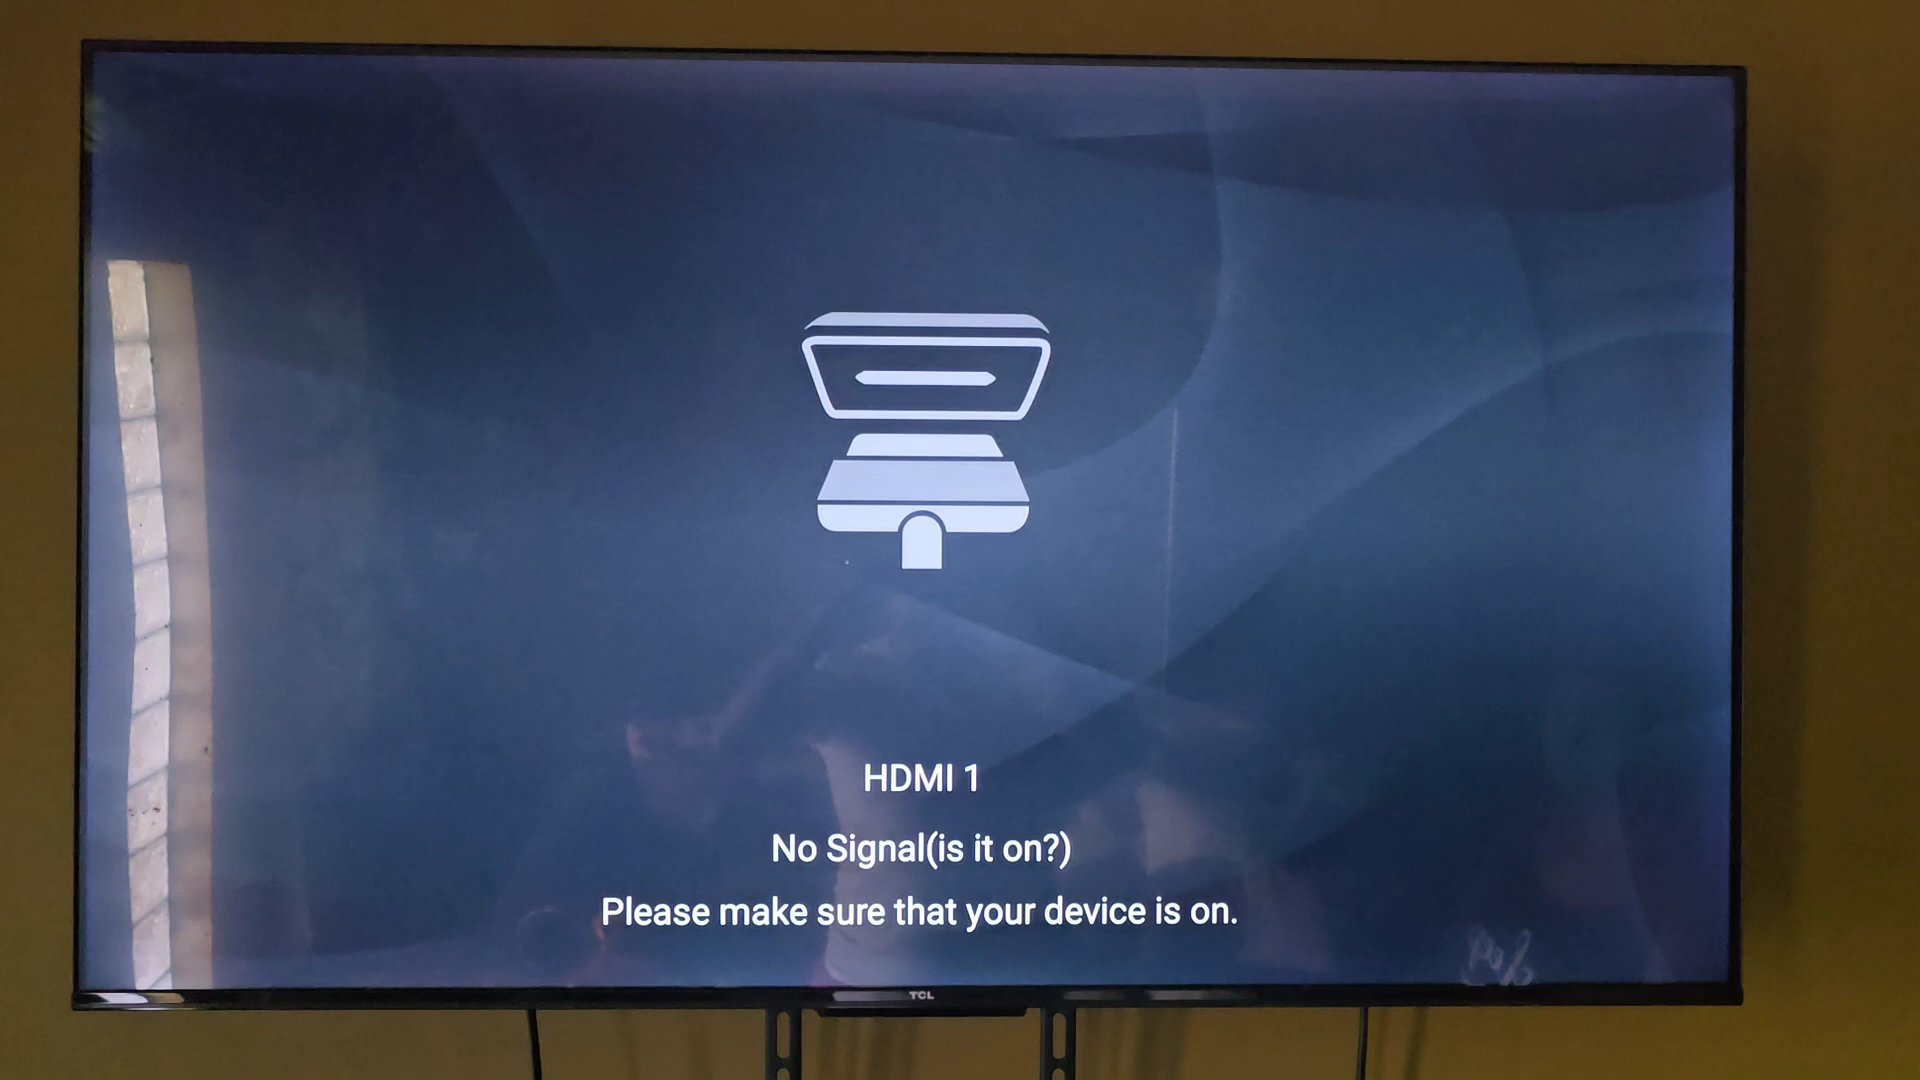 HDMI 1
No Signal(is it on?)
Please make sure that your device is on.
TCL